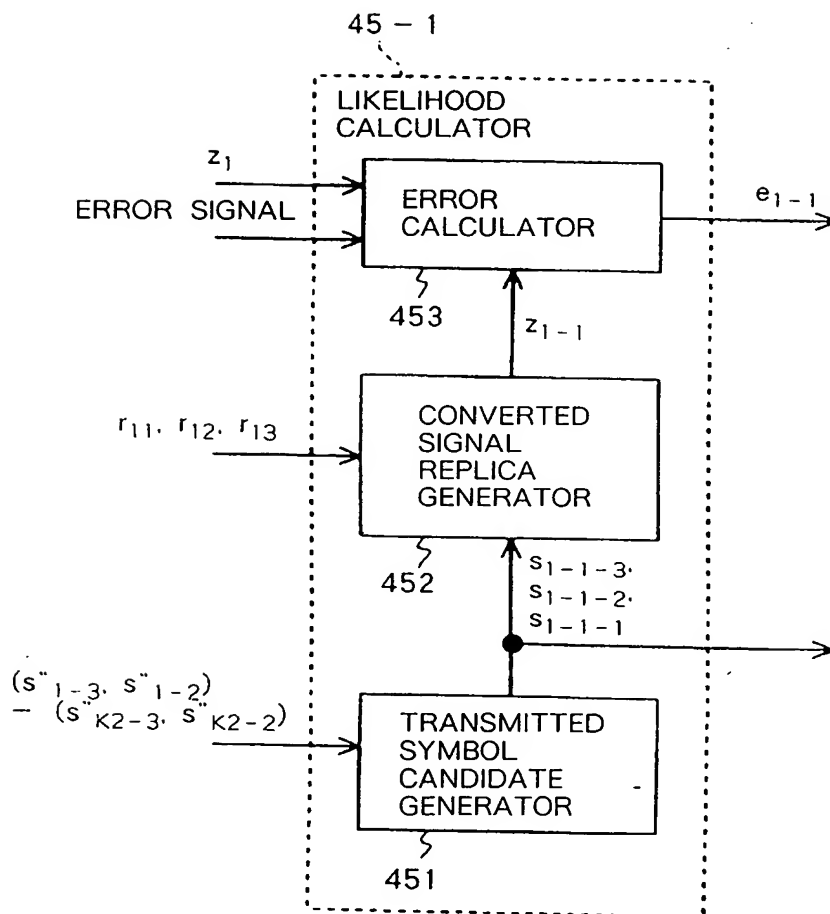 45-1
LIKELIHOOD
CALCULATOR
z1
ERROR SIGNAL
ERROR
CALCULATOR
e1-1
453
z1-1
r11, r12, r13
CONVERTED
SIGNAL
REPLICA
GENERATOR
452
s1-1-3,
s1-1-2,
s1-1-1
(s"1-3, s"1-2)
– (s"K2-3, s"K2-2)
TRANSMITTED
SYMBOL
CANDIDATE
GENERATOR
451